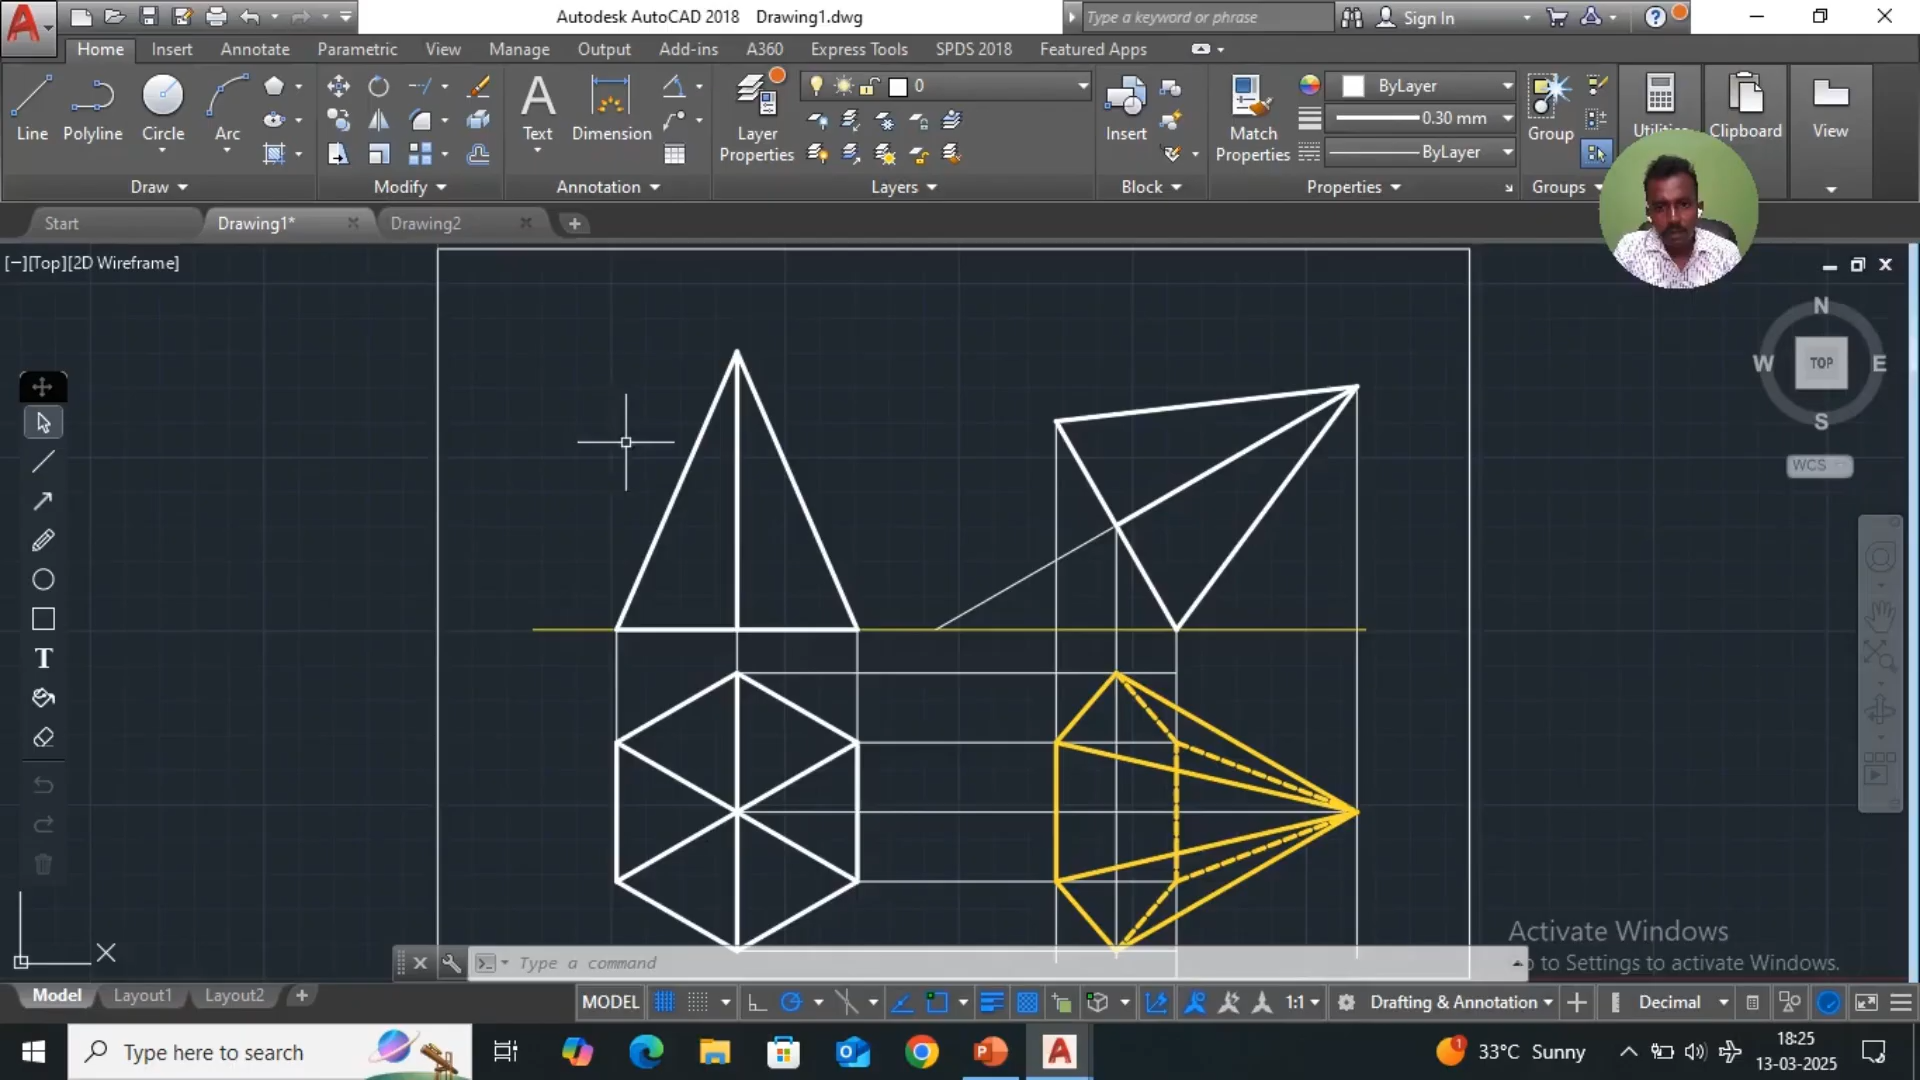 Autodesk AutoCAD 2018 Drawing1.dwg
Type a keyword or phrase
Sign In
Home Insert Annotate Parametric View Manage Output Add-ins A360 Express Tools SPDS 2018 Featured Apps
0
ByLayer
0.30 mm
ByLayer
Line Polyline Circle Arc
Text Dimension
Layer
Properties
Insert
Match
Properties
Group
Clipboard
View
Draw Modify Annotation Layers Block Properties Groups
Start Drawing1* Drawing2
[−][Top][2D Wireframe]
N
W TOP E
S
WCS
T
X
Type a command
Activate Windows
to Settings to activate Windows.
Model Layout1 Layout2
MODEL
1:1
Drafting & Annotation
Decimal
Type here to search
1
33°C Sunny
18:25
13-03-2025